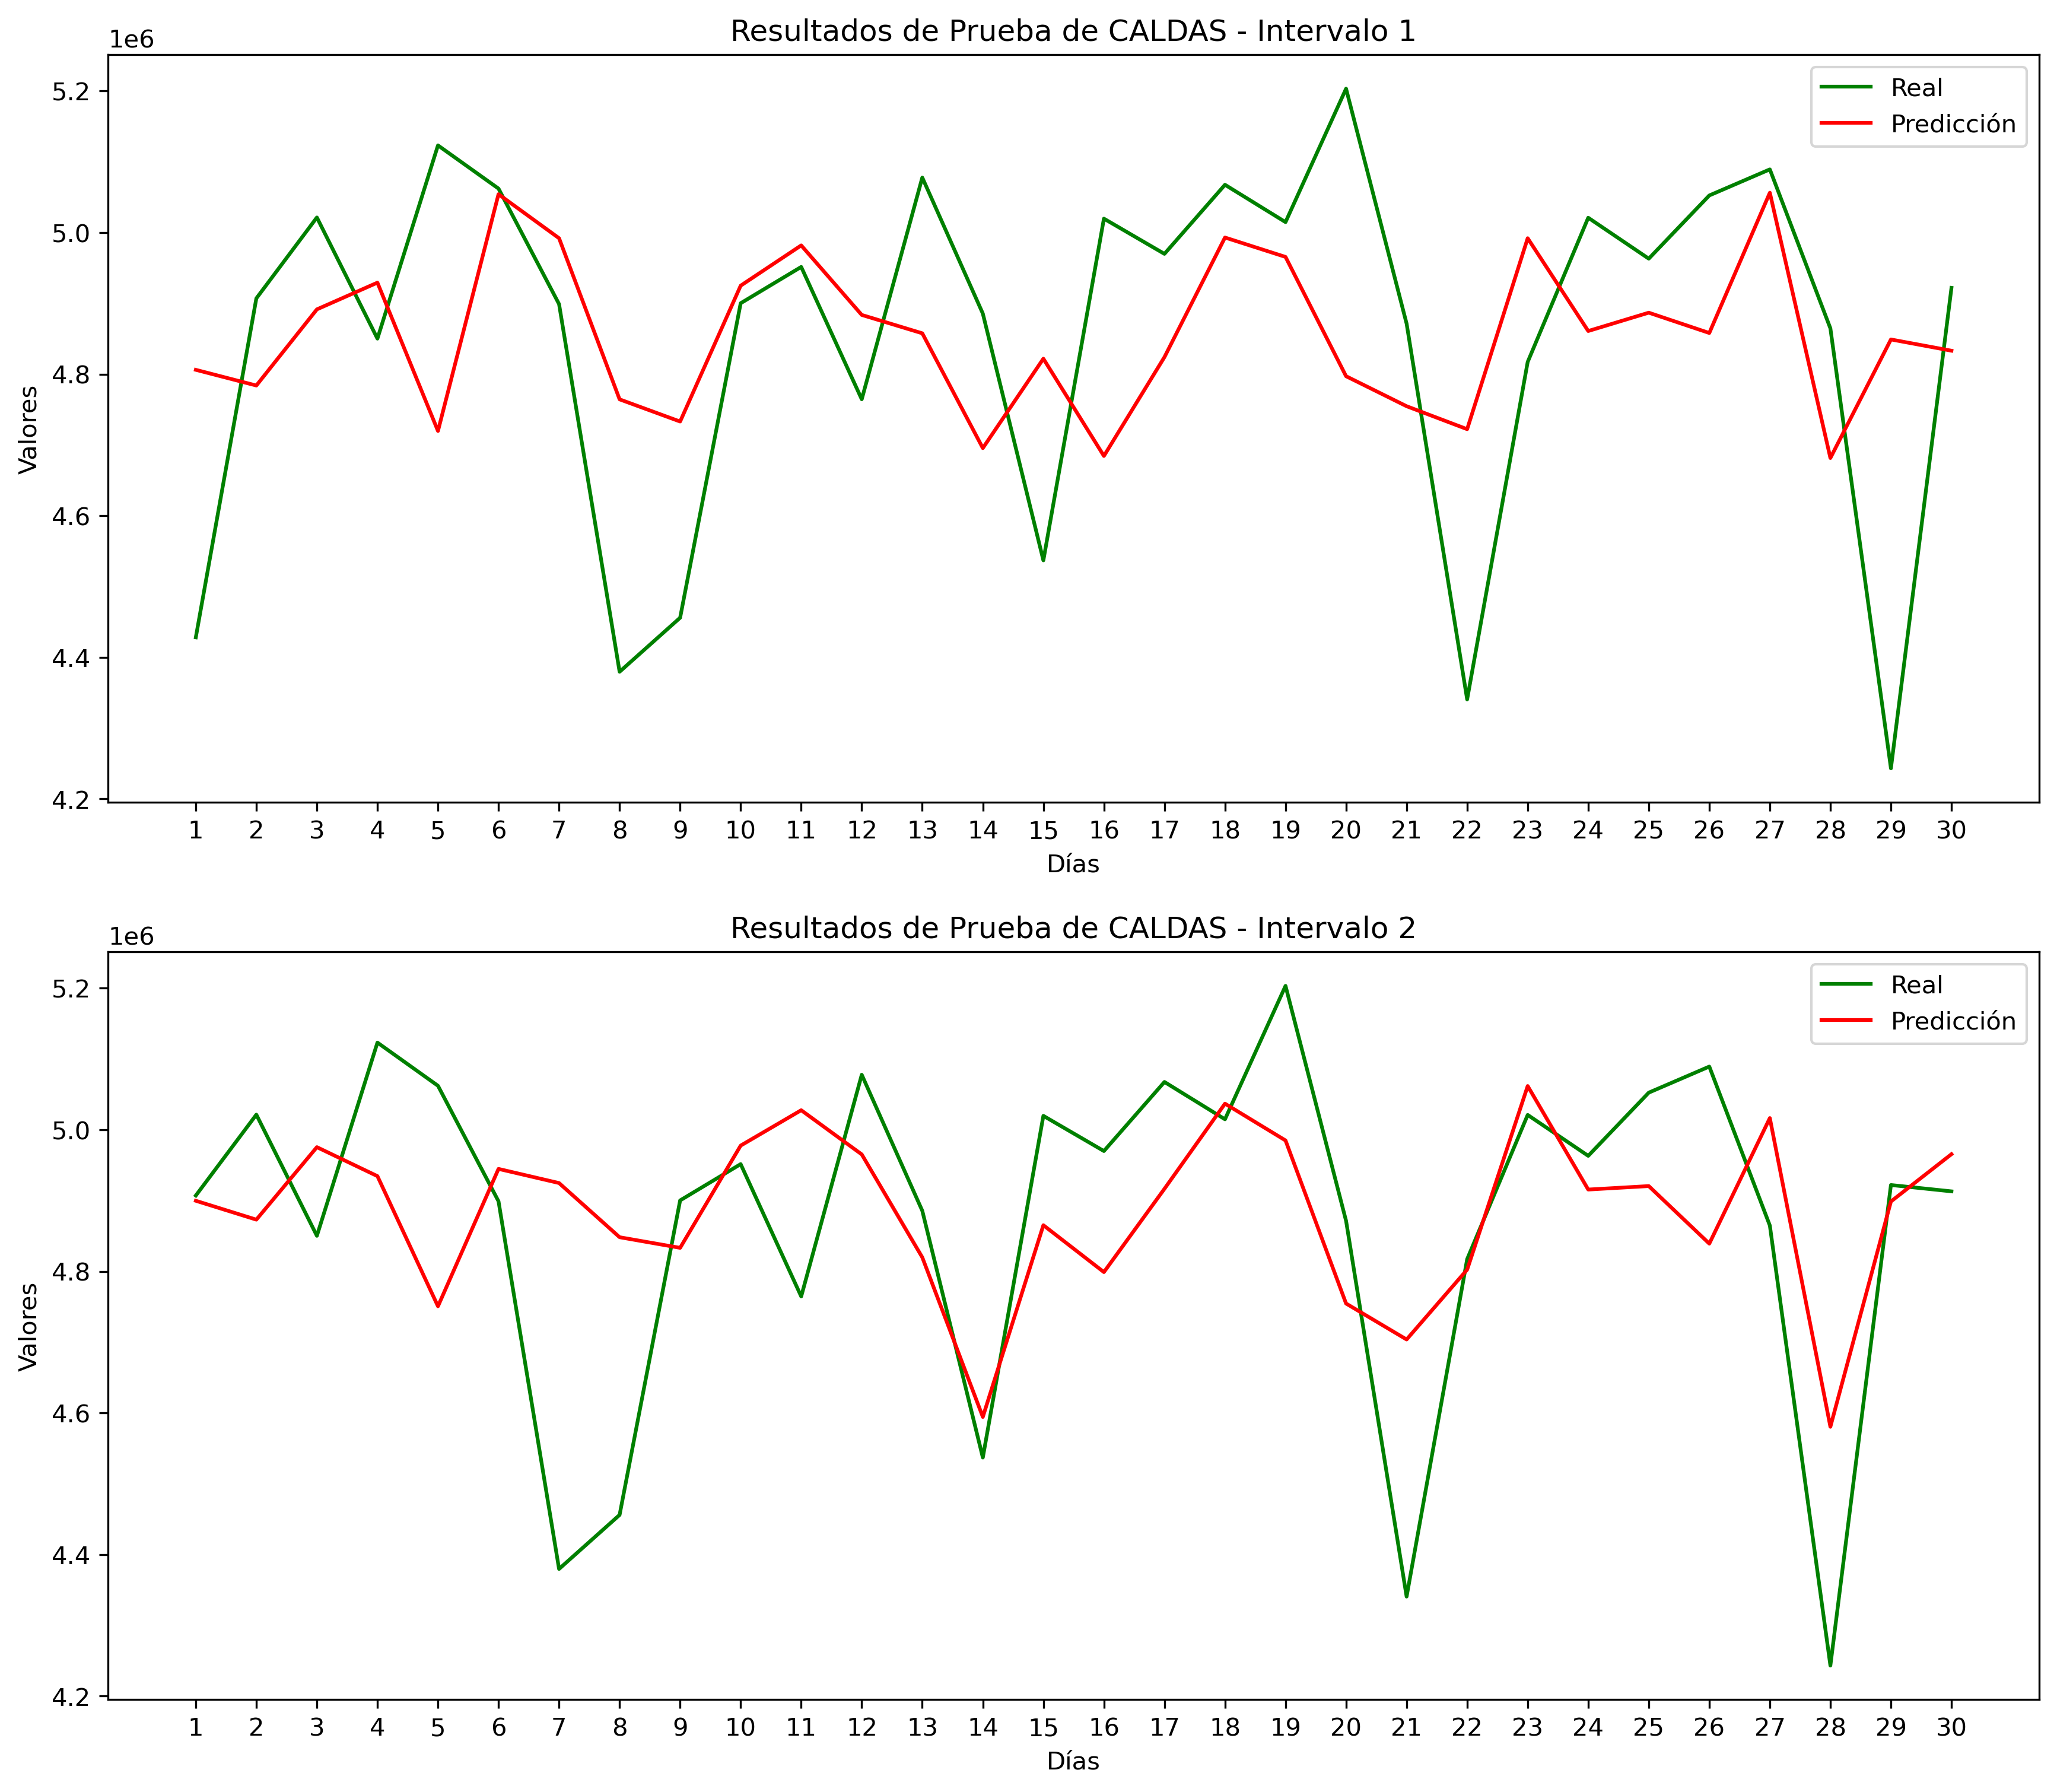 Resultados de Prueba de CALDAS - Intervalo 1
1e6
5.2
5.0
4.8
4.6
4.4
4.2
Valores
Real
Predicción
1 2 3 4 5 6 7 8 9 10 11 12 13 14 15 16 17 18 19 20 21 22 23 24 25 26 27 28 29 30
Días
Resultados de Prueba de CALDAS - Intervalo 2
1e6
5.2
5.0
4.8
4.6
4.4
4.2
Valores
Real
Predicción
1 2 3 4 5 6 7 8 9 10 11 12 13 14 15 16 17 18 19 20 21 22 23 24 25 26 27 28 29 30
Días